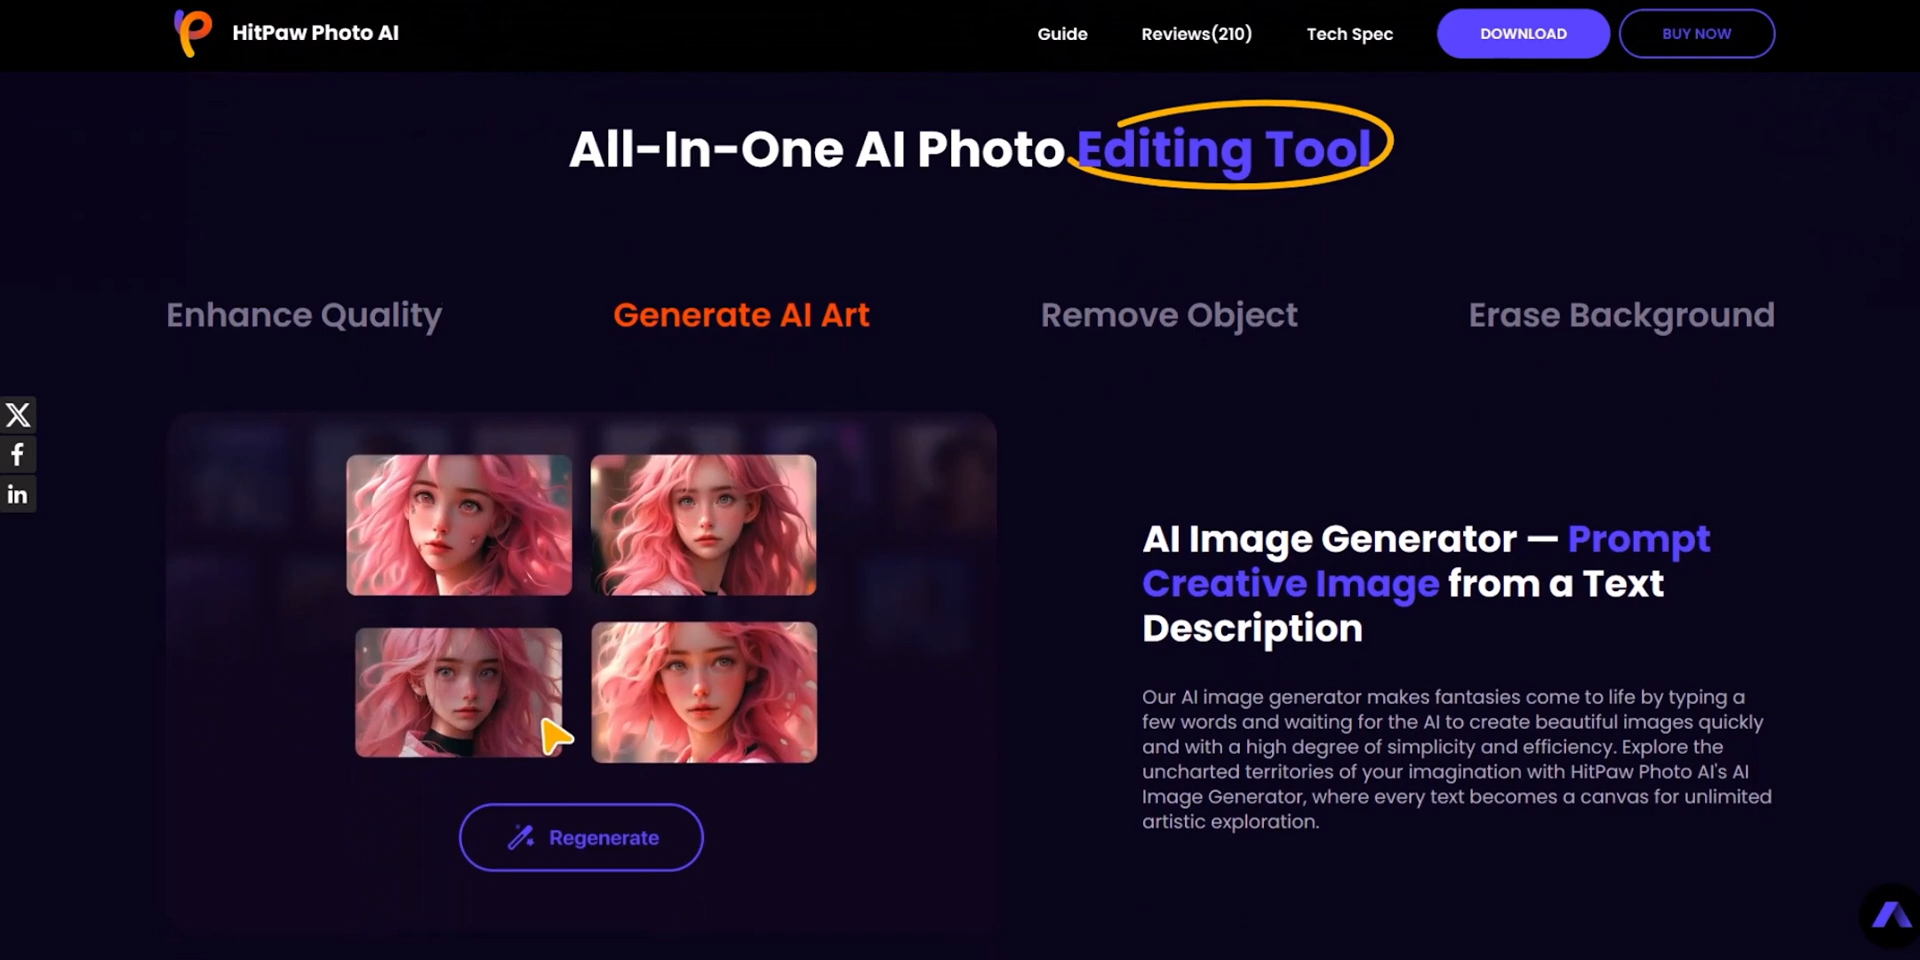 HitPaw Photo AI
Guide
Reviews(210)
Tech Spec
DOWNLOAD
BUY NOW
All-In-One AI Photo Editing Tool
Enhance Quality
Generate AI Art
Remove Object
Erase Background
X
f
in
AI Image Generator — Prompt
Creative Image from a Text
Description
Our AI image generator makes fantasies come to life by typing a
few words and waiting for the AI to create beautiful images quickly
and with a high degree of simplicity and efficiency. Explore the
uncharted territories of your imagination with HitPaw Photo AI's AI
Image Generator, where every text becomes a canvas for unlimited
artistic exploration.
Regenerate